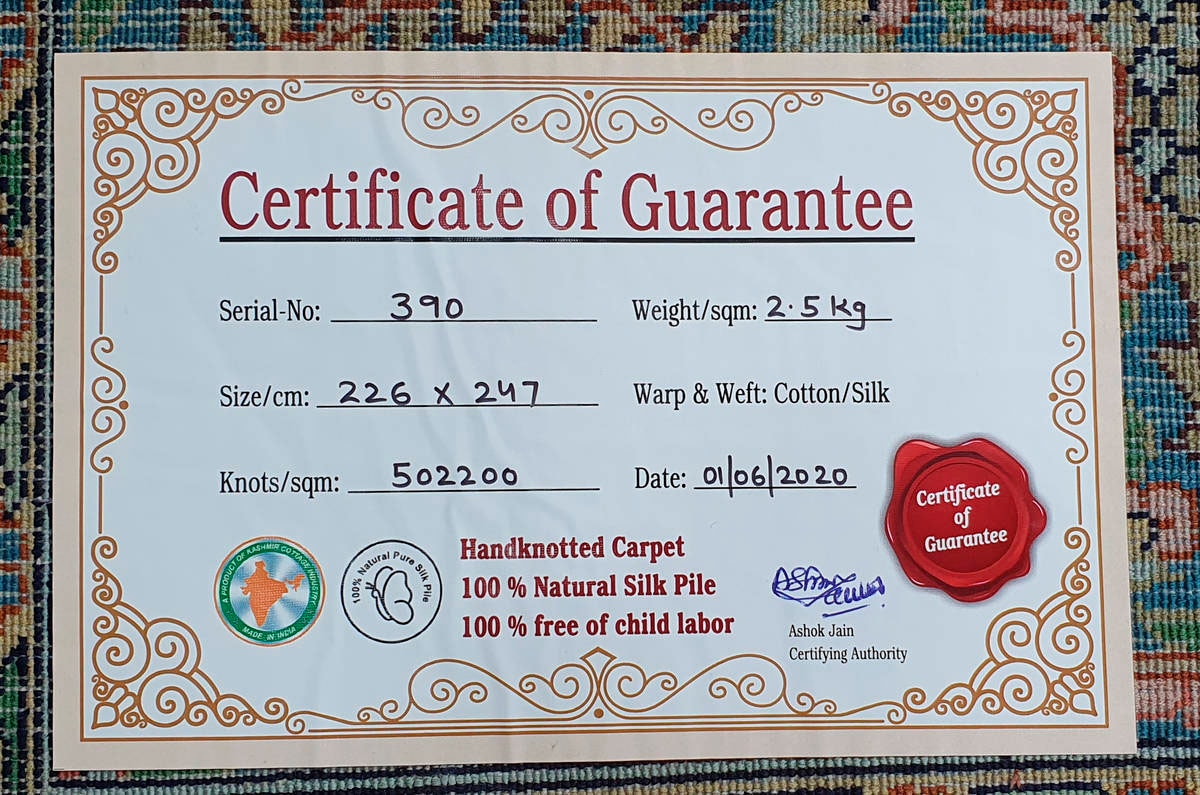 Certificate of Guarantee
Serial-No: 390
Weight/sqm: 2.5 kg
Size/cm: 226 x 247
Warp & Weft: Cotton/Silk
Knots/sqm: 502200
Date: 01/06/2020
Certificate
of
Guarantee
A PRODUCT OF KASHMIR COTTAGE INDUSTRY
MADE IN INDIA
100% Natural Pure Silk Pile
Handknotted Carpet
100 % Natural Silk Pile
100 % free of child labor
Ashok Jain
Certifying Authority